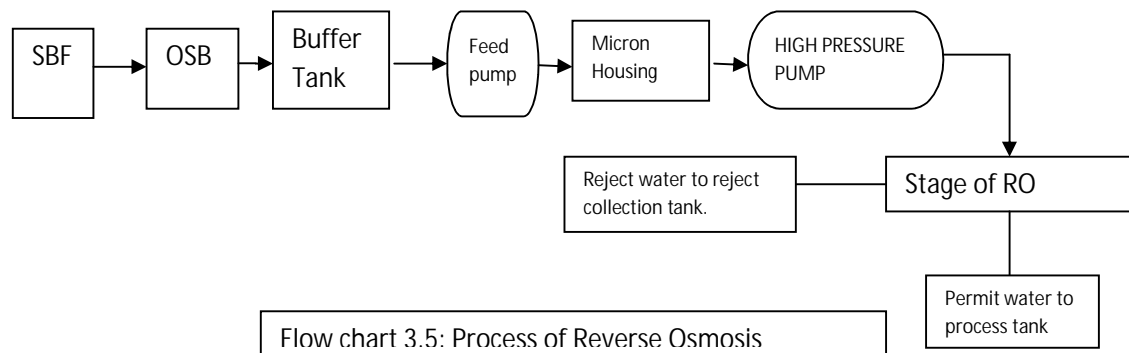 SBF
OSB
Buffer
Tank
Feed
pump
Micron
Housing
HIGH PRESSURE
PUMP
Reject water to reject
collection tank.
Stage of RO
Permit water to
process tank
Flow chart 3.5: Process of Reverse Osmosis